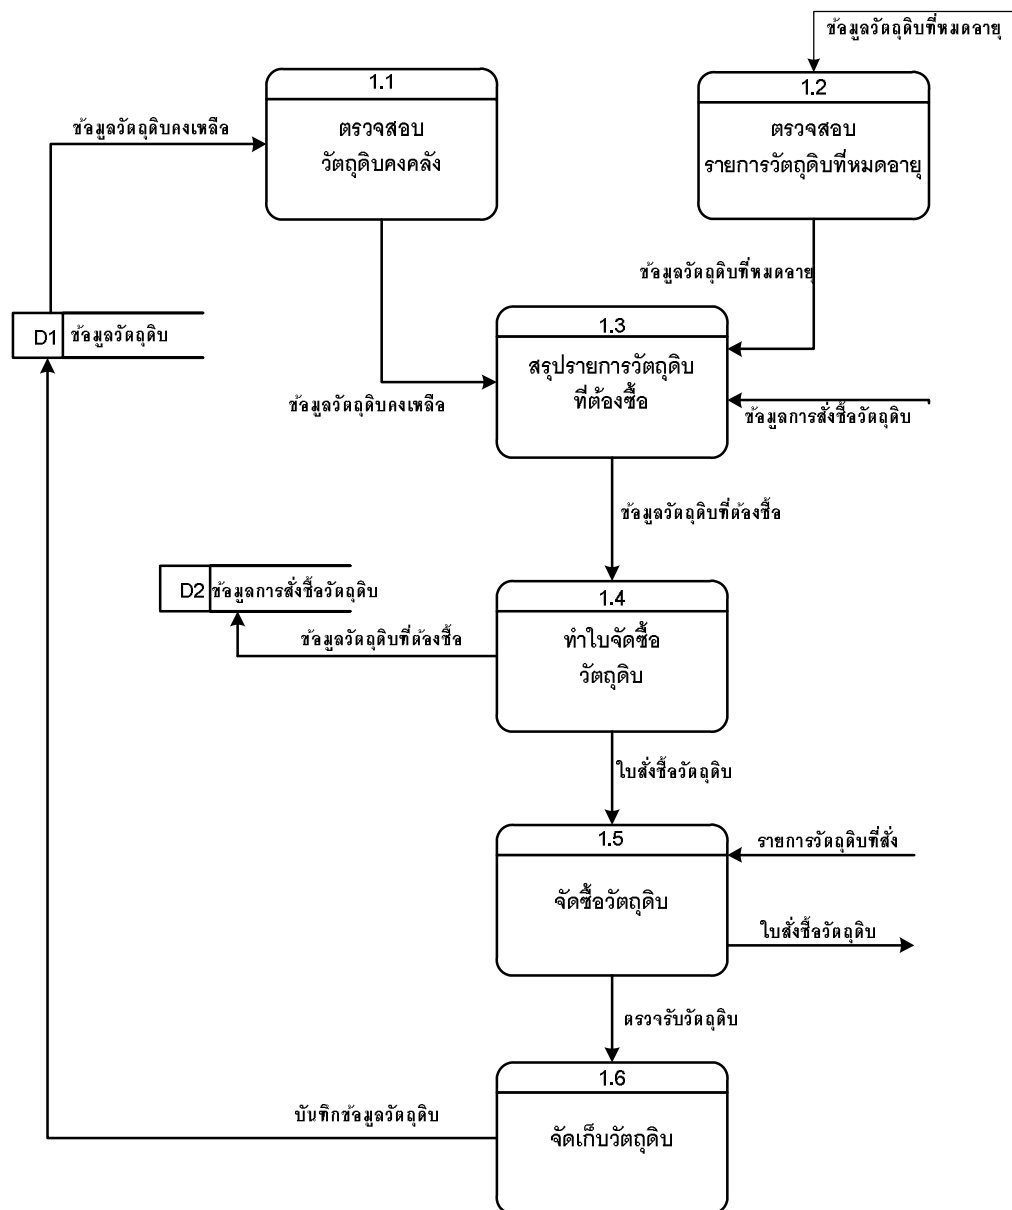 ข้อมูลวัตถุดิบที่หมดอายุ
1.1
ตรวจสอบ
วัตถุดิบคงคลัง
1.2
ตรวจสอบ
รายการวัตถุดิบที่หมดอายุ
ข้อมูลวัตถุดิบคงเหลือ
ข้อมูลวัตถุดิบที่หมดอายุ
D1 ข้อมูลวัตถุดิบ
1.3
สรุปรายการวัตถุดิบ
ที่ต้องซื้อ
ข้อมูลวัตถุดิบคงเหลือ
ข้อมูลการสั่งซื้อวัตถุดิบ
ข้อมูลวัตถุดิบที่ต้องซื้อ
D2 ข้อมูลการสั่งซื้อวัตถุดิบ
1.4
ทำใบจัดซื้อ
วัตถุดิบ
ข้อมูลวัตถุดิบที่ต้องซื้อ
ใบสั่งซื้อวัตถุดิบ
1.5
จัดซื้อวัตถุดิบ
รายการวัตถุดิบที่สั่ง
ใบสั่งซื้อวัตถุดิบ
ตรวจรับวัตถุดิบ
1.6
จัดเก็บวัตถุดิบ
บันทึกข้อมูลวัตถุดิบ